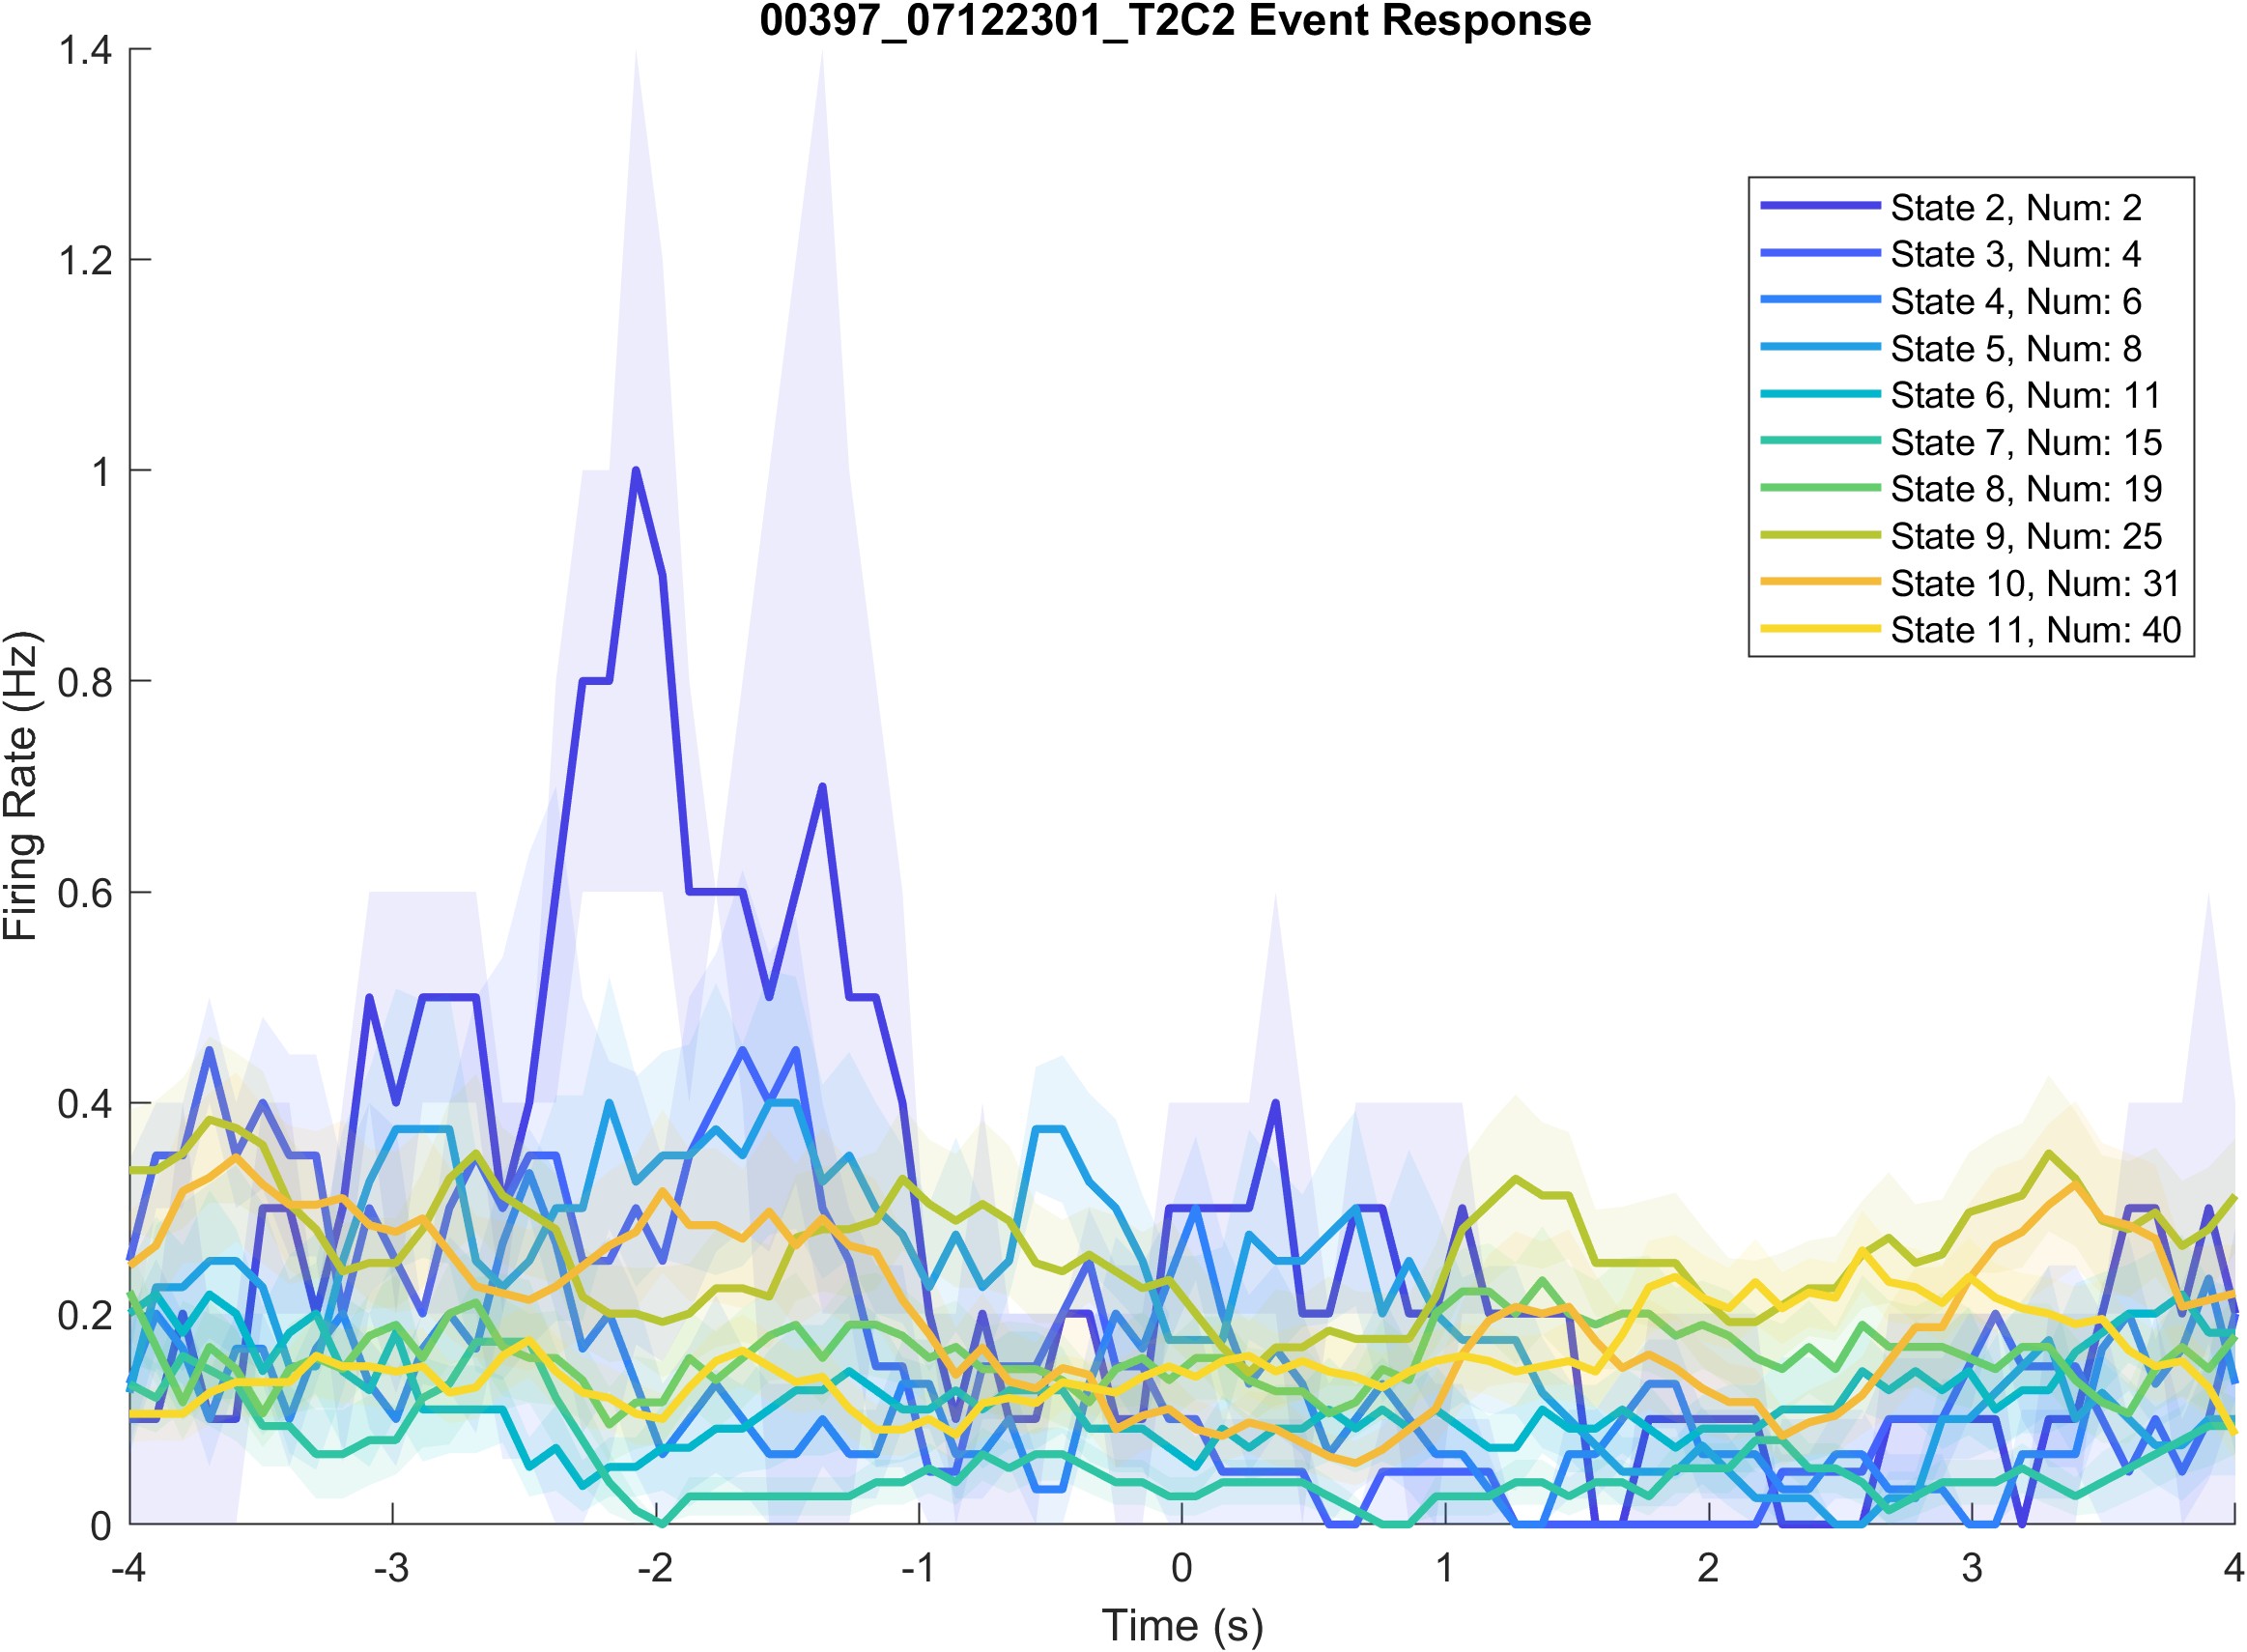 00397_07122301_T2C2 Event Response
Firing Rate (Hz)
1.4
1.2
1
0.8
0.6
0.4
0.2
0
State 2, Num: 2
State 3, Num: 4
State 4, Num: 6
State 5, Num: 8
State 6, Num: 11
State 7, Num: 15
State 8, Num: 19
State 9, Num: 25
State 10, Num: 31
State 11, Num: 40
-4 -3 -2 -1 0 1 2 3 4
Time (s)